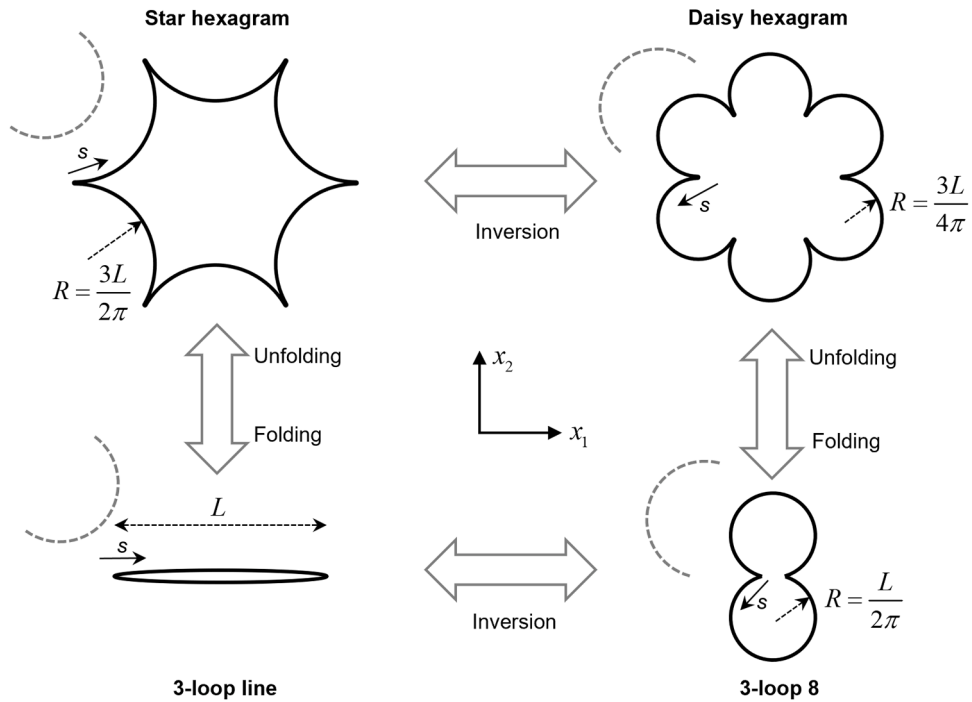 Star hexagram
Daisy hexagram
s
s
R = 3L/2π
R = 3L/4π
Inversion
Unfolding
Folding
x₂
x₁
Unfolding
Folding
L
s
s
R = L/2π
Inversion
3-loop line
3-loop 8